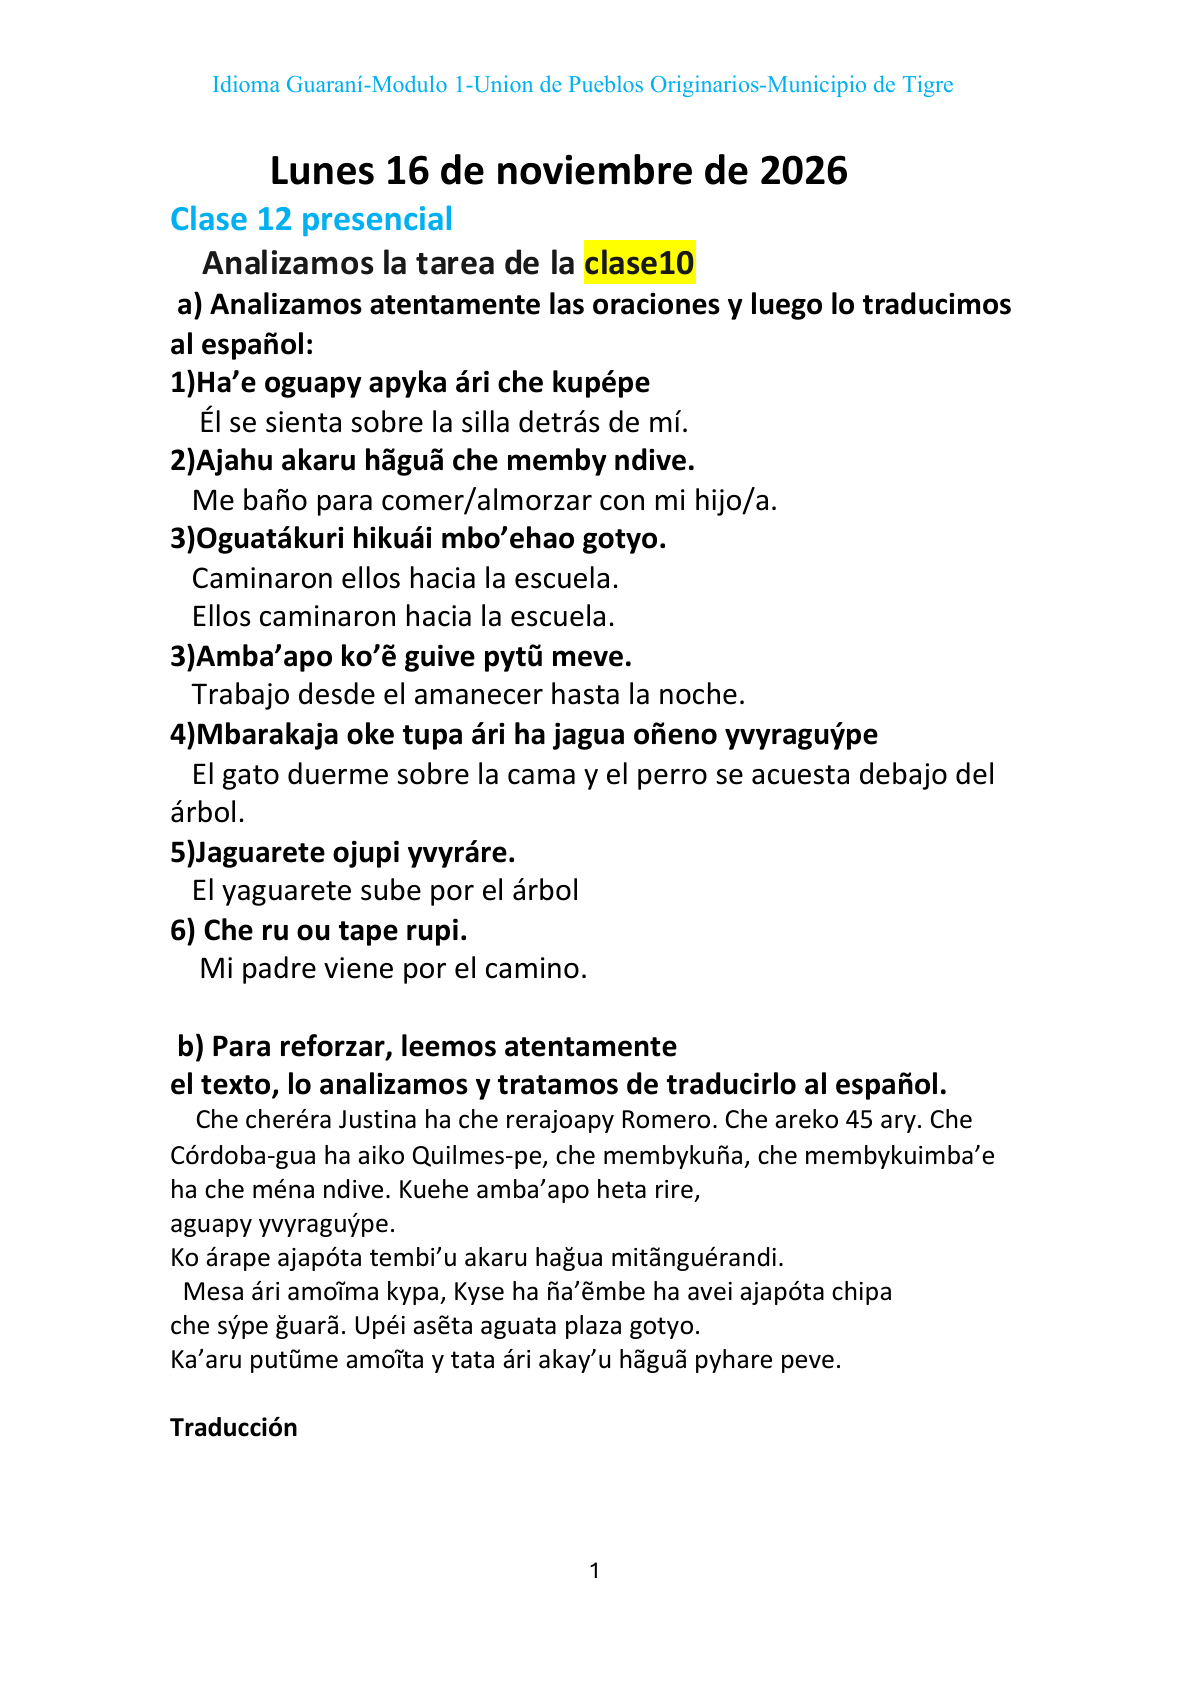 Idioma Guaraní-Modulo 1-Union de Pueblos Originarios-Municipio de Tigre
Lunes 16 de noviembre de 2026
Clase 12 presencial
Analizamos la tarea de la clase10
a) Analizamos atentamente las oraciones y luego lo traducimos
al español:
1)Ha’e oguapy apyka ári che kupépe
Él se sienta sobre la silla detrás de mí.
2)Ajahu akaru hãguã che memby ndive.
Me baño para comer/almorzar con mi hijo/a.
3)Oguatákuri hikuái mbo’ehao gotyo.
Caminaron ellos hacia la escuela.
Ellos caminaron hacia la escuela.
3)Amba’apo ko’ẽ guive pytũ meve.
Trabajo desde el amanecer hasta la noche.
4)Mbarakaja oke tupa ári ha jagua oñeno yvyraguýpe
El gato duerme sobre la cama y el perro se acuesta debajo del
árbol.
5)Jaguarete ojupi yvyráre.
El yaguarete sube por el árbol
6) Che ru ou tape rupi.
Mi padre viene por el camino.
b) Para reforzar, leemos atentamente
el texto, lo analizamos y tratamos de traducirlo al español.
Che cheréra Justina ha che rerajoapy Romero. Che areko 45 ary. Che
Córdoba-gua ha aiko Quilmes-pe, che membykuña, che membykuimba’e
ha che ména ndive. Kuehe amba’apo heta rire,
aguapy yvyraguýpe.
Ko árape ajapóta tembi’u akaru hağua mitãnguérandi.
Mesa ári amoĩma kypa, Kyse ha ña’ẽmbe ha avei ajapóta chipa
che sýpe ğuarã. Upéi asẽta aguata plaza gotyo.
Ka’aru putũme amoĩta y tata ári akay’u hãguã pyhare peve.
Traducción
1